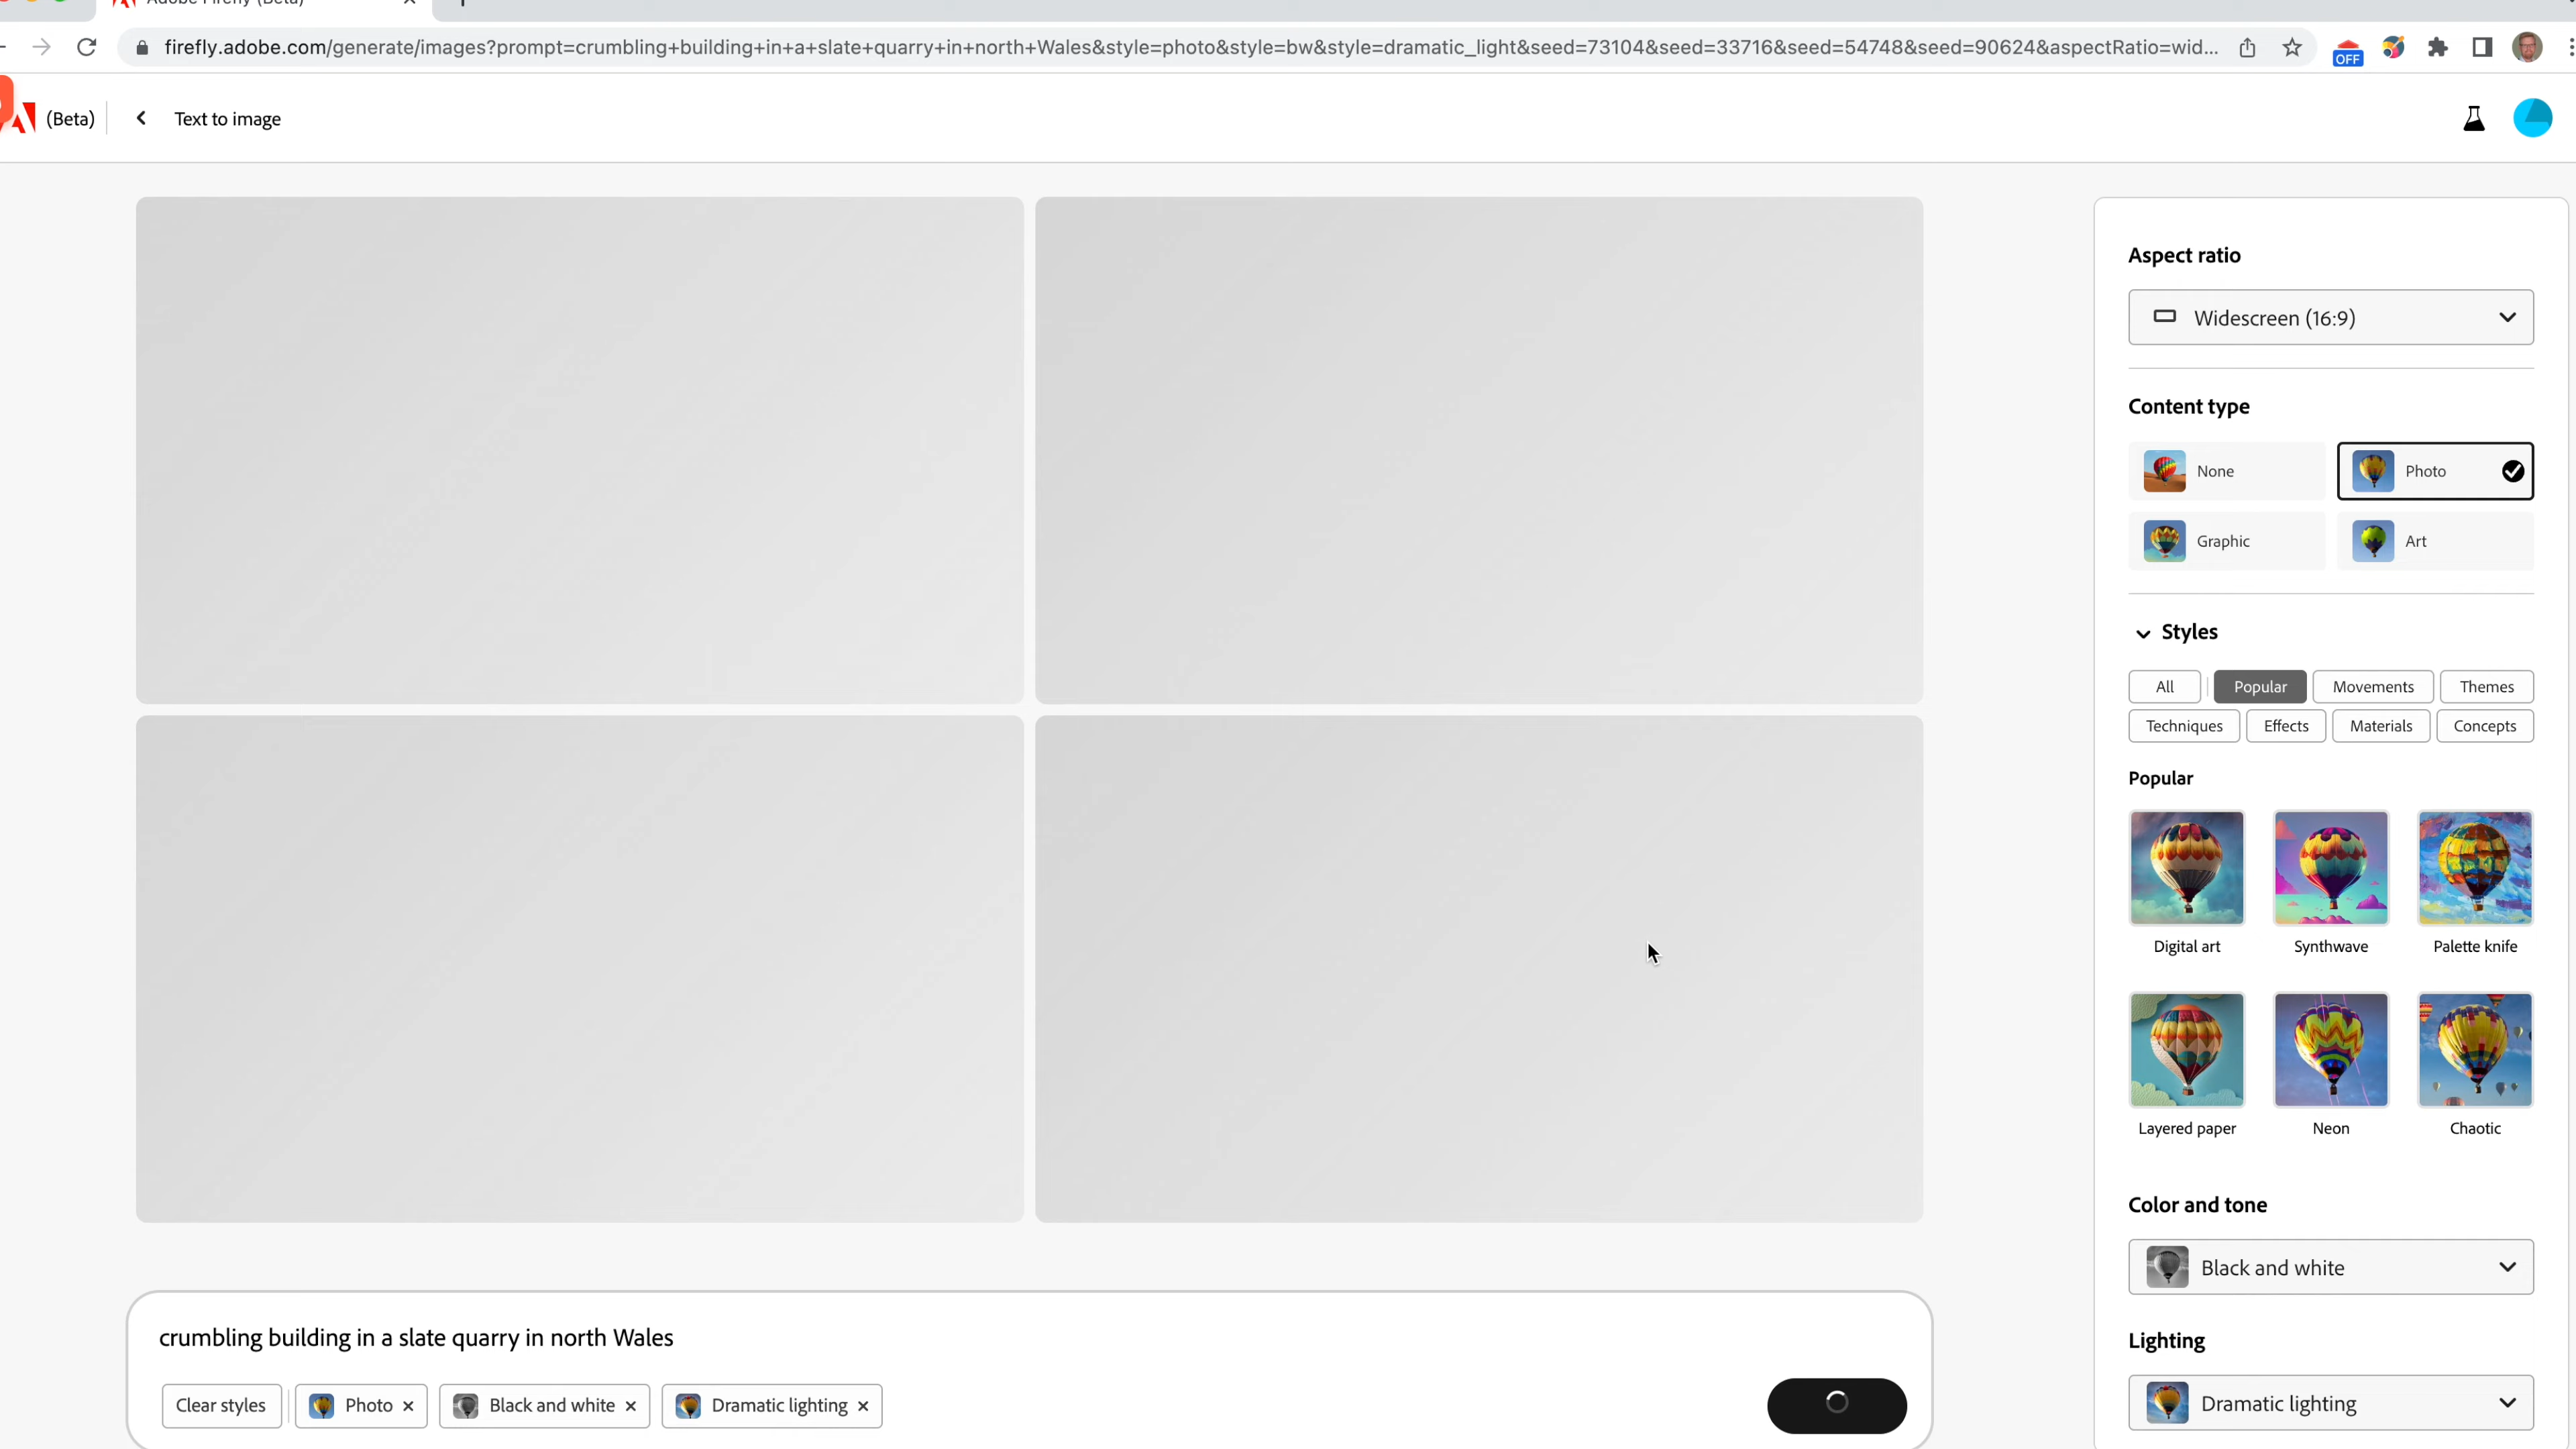 Adobe Firefly (Beta)
firefly.adobe.com/generate/images?prompt=crumbling+building+in+a+slate+quarry+in+north+Wales&style=photo&style=bw&style=dramatic_light&seed=73104&seed=33716&seed=54748&seed=90624&aspectRatio=wid...
OFF
(Beta)
Text to image
Aspect ratio
Widescreen (16:9)
Content type
None Photo
Graphic Art
Styles
All Popular Movements Themes
Techniques Effects Materials Concepts
Popular
Digital art Synthwave Palette knife
Layered paper Neon Chaotic
Color and tone
Black and white
Lighting
Dramatic lighting
crumbling building in a slate quarry in north Wales
Clear styles Photo Black and white Dramatic lighting